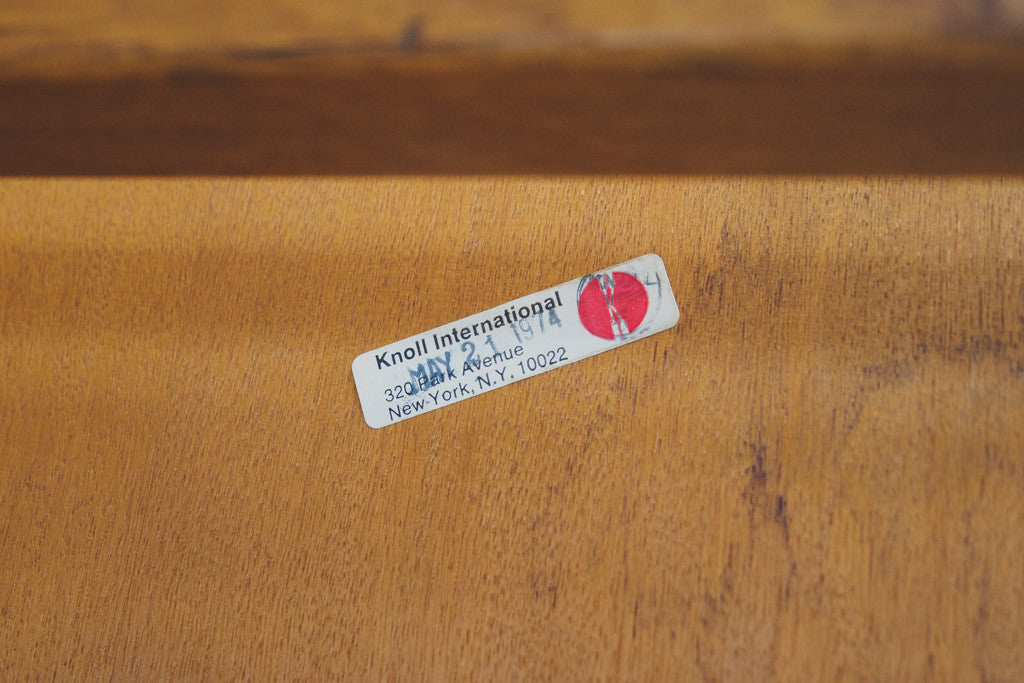 Knoll International
MAY 21 1974
320 Park Avenue
New York, N.Y. 10022